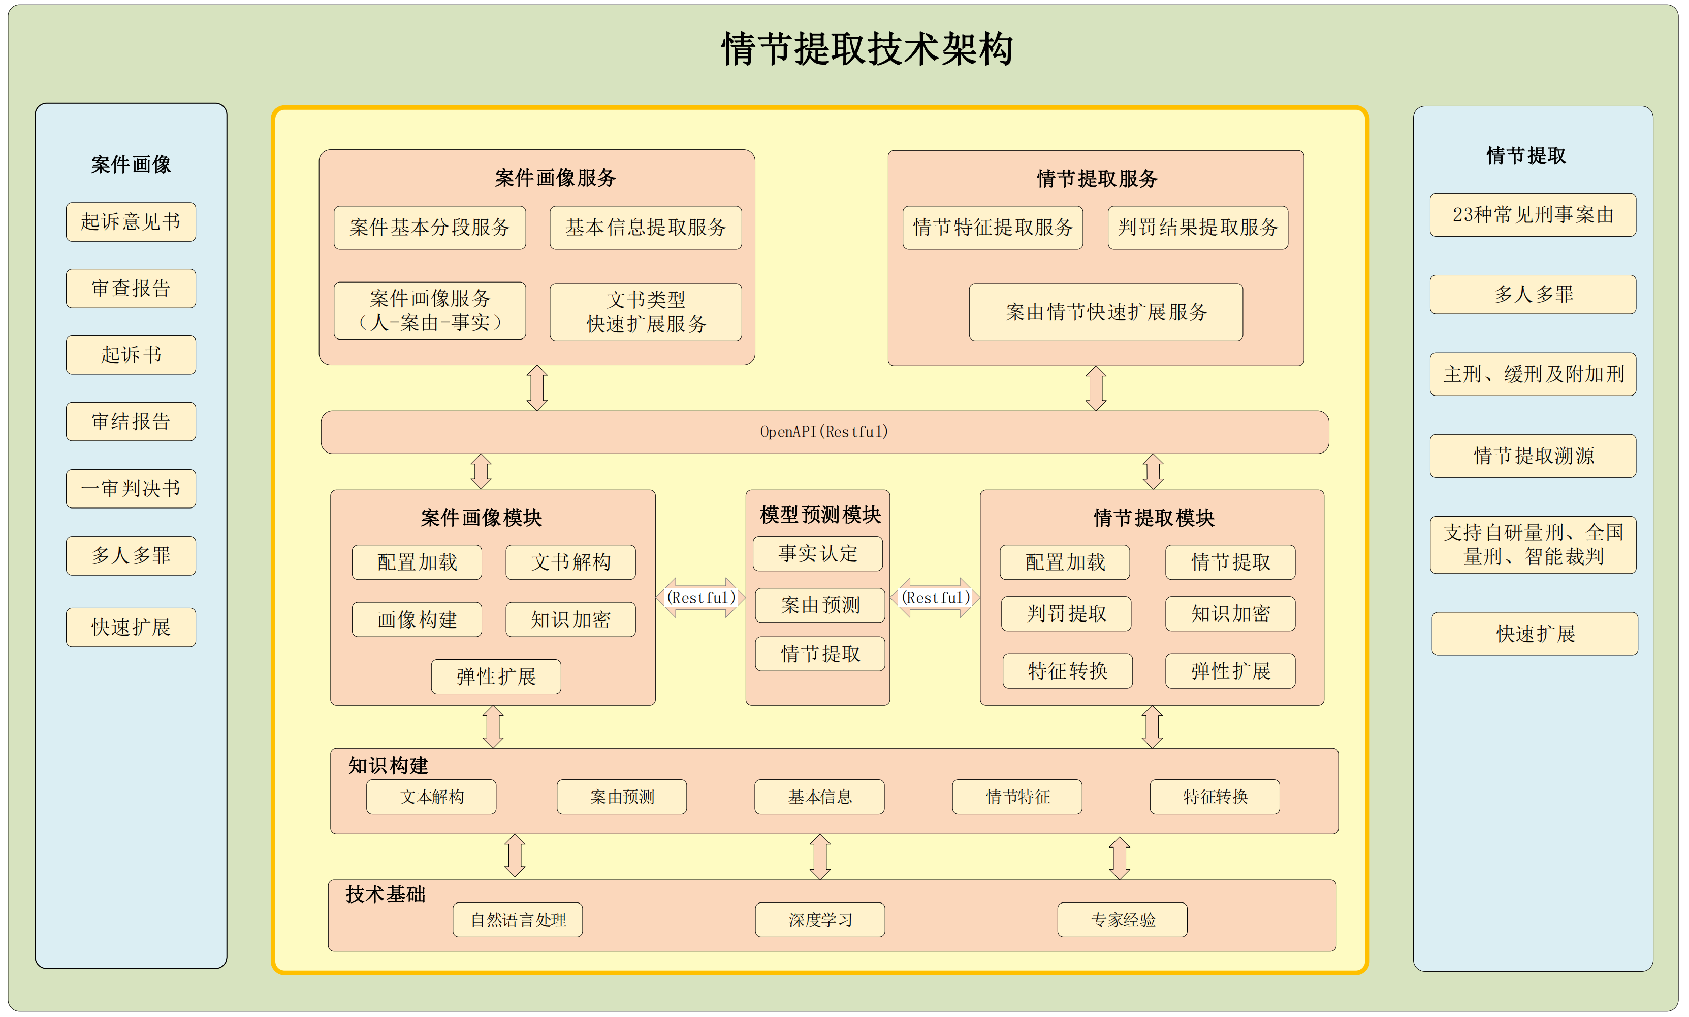 情节提取技术架构
案件画像
起诉意见书
审查报告
起诉书
审结报告
一审判决书
多人多罪
快速扩展
案件画像服务
案件基本分段服务
基本信息提取服务
案件画像服务
（人-案由-事实）
文书类型
快速扩展服务
情节提取服务
情节特征提取服务
判罚结果提取服务
案由情节快速扩展服务
OpenAPI(Restful)
案件画像模块
配置加载
文书解构
画像构建
知识加密
弹性扩展
(Restful)
模型预测模块
事实认定
案由预测
情节提取
(Restful)
情节提取模块
配置加载
情节提取
判罚提取
知识加密
特征转换
弹性扩展
知识构建
文本解构
案由预测
基本信息
情节特征
特征转换
技术基础
自然语言处理
深度学习
专家经验
情节提取
23种常见刑事案由
多人多罪
主刑、缓刑及附加刑
情节提取溯源
支持自研量刑、全国
量刑、智能裁判
快速扩展